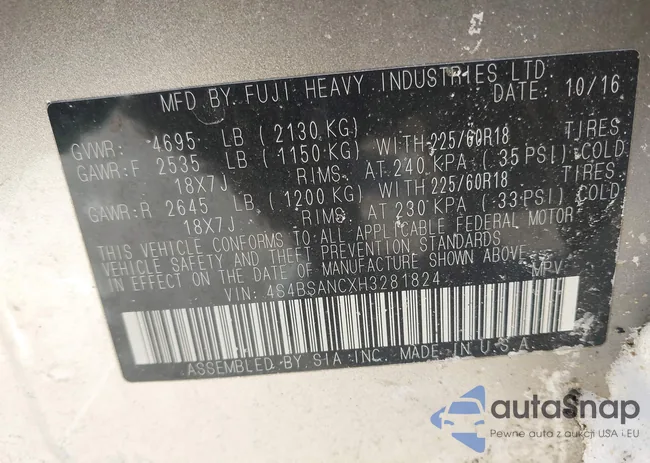 MFD BY FUJI HEAVY INDUSTRIES LTD.
DATE: 10/16
GVWR: 4695 LB (2130 KG)
GAWR:F 2535 LB (1150 KG) WITH 225/60R18 TIRES
18X7J RIMS, AT 240 KPA (35 PSI) COLD
GAWR:R 2645 LB (1200 KG) WITH 225/60R18 TIRES
18X7J RIMS, AT 230 KPA (33 PSI) COLD
THIS VEHICLE CONFORMS TO ALL APPLICABLE FEDERAL MOTOR
VEHICLE SAFETY AND THEFT PREVENTION STANDARDS
IN EFFECT ON THE DATE OF MANUFACTURE SHOWN ABOVE.
VIN: 4S4BSANCXH3281824 MPV
ASSEMBLED BY SIA INC. MADE IN U.S.A.
autosnap
Pewne auta z aukcji USA i EU